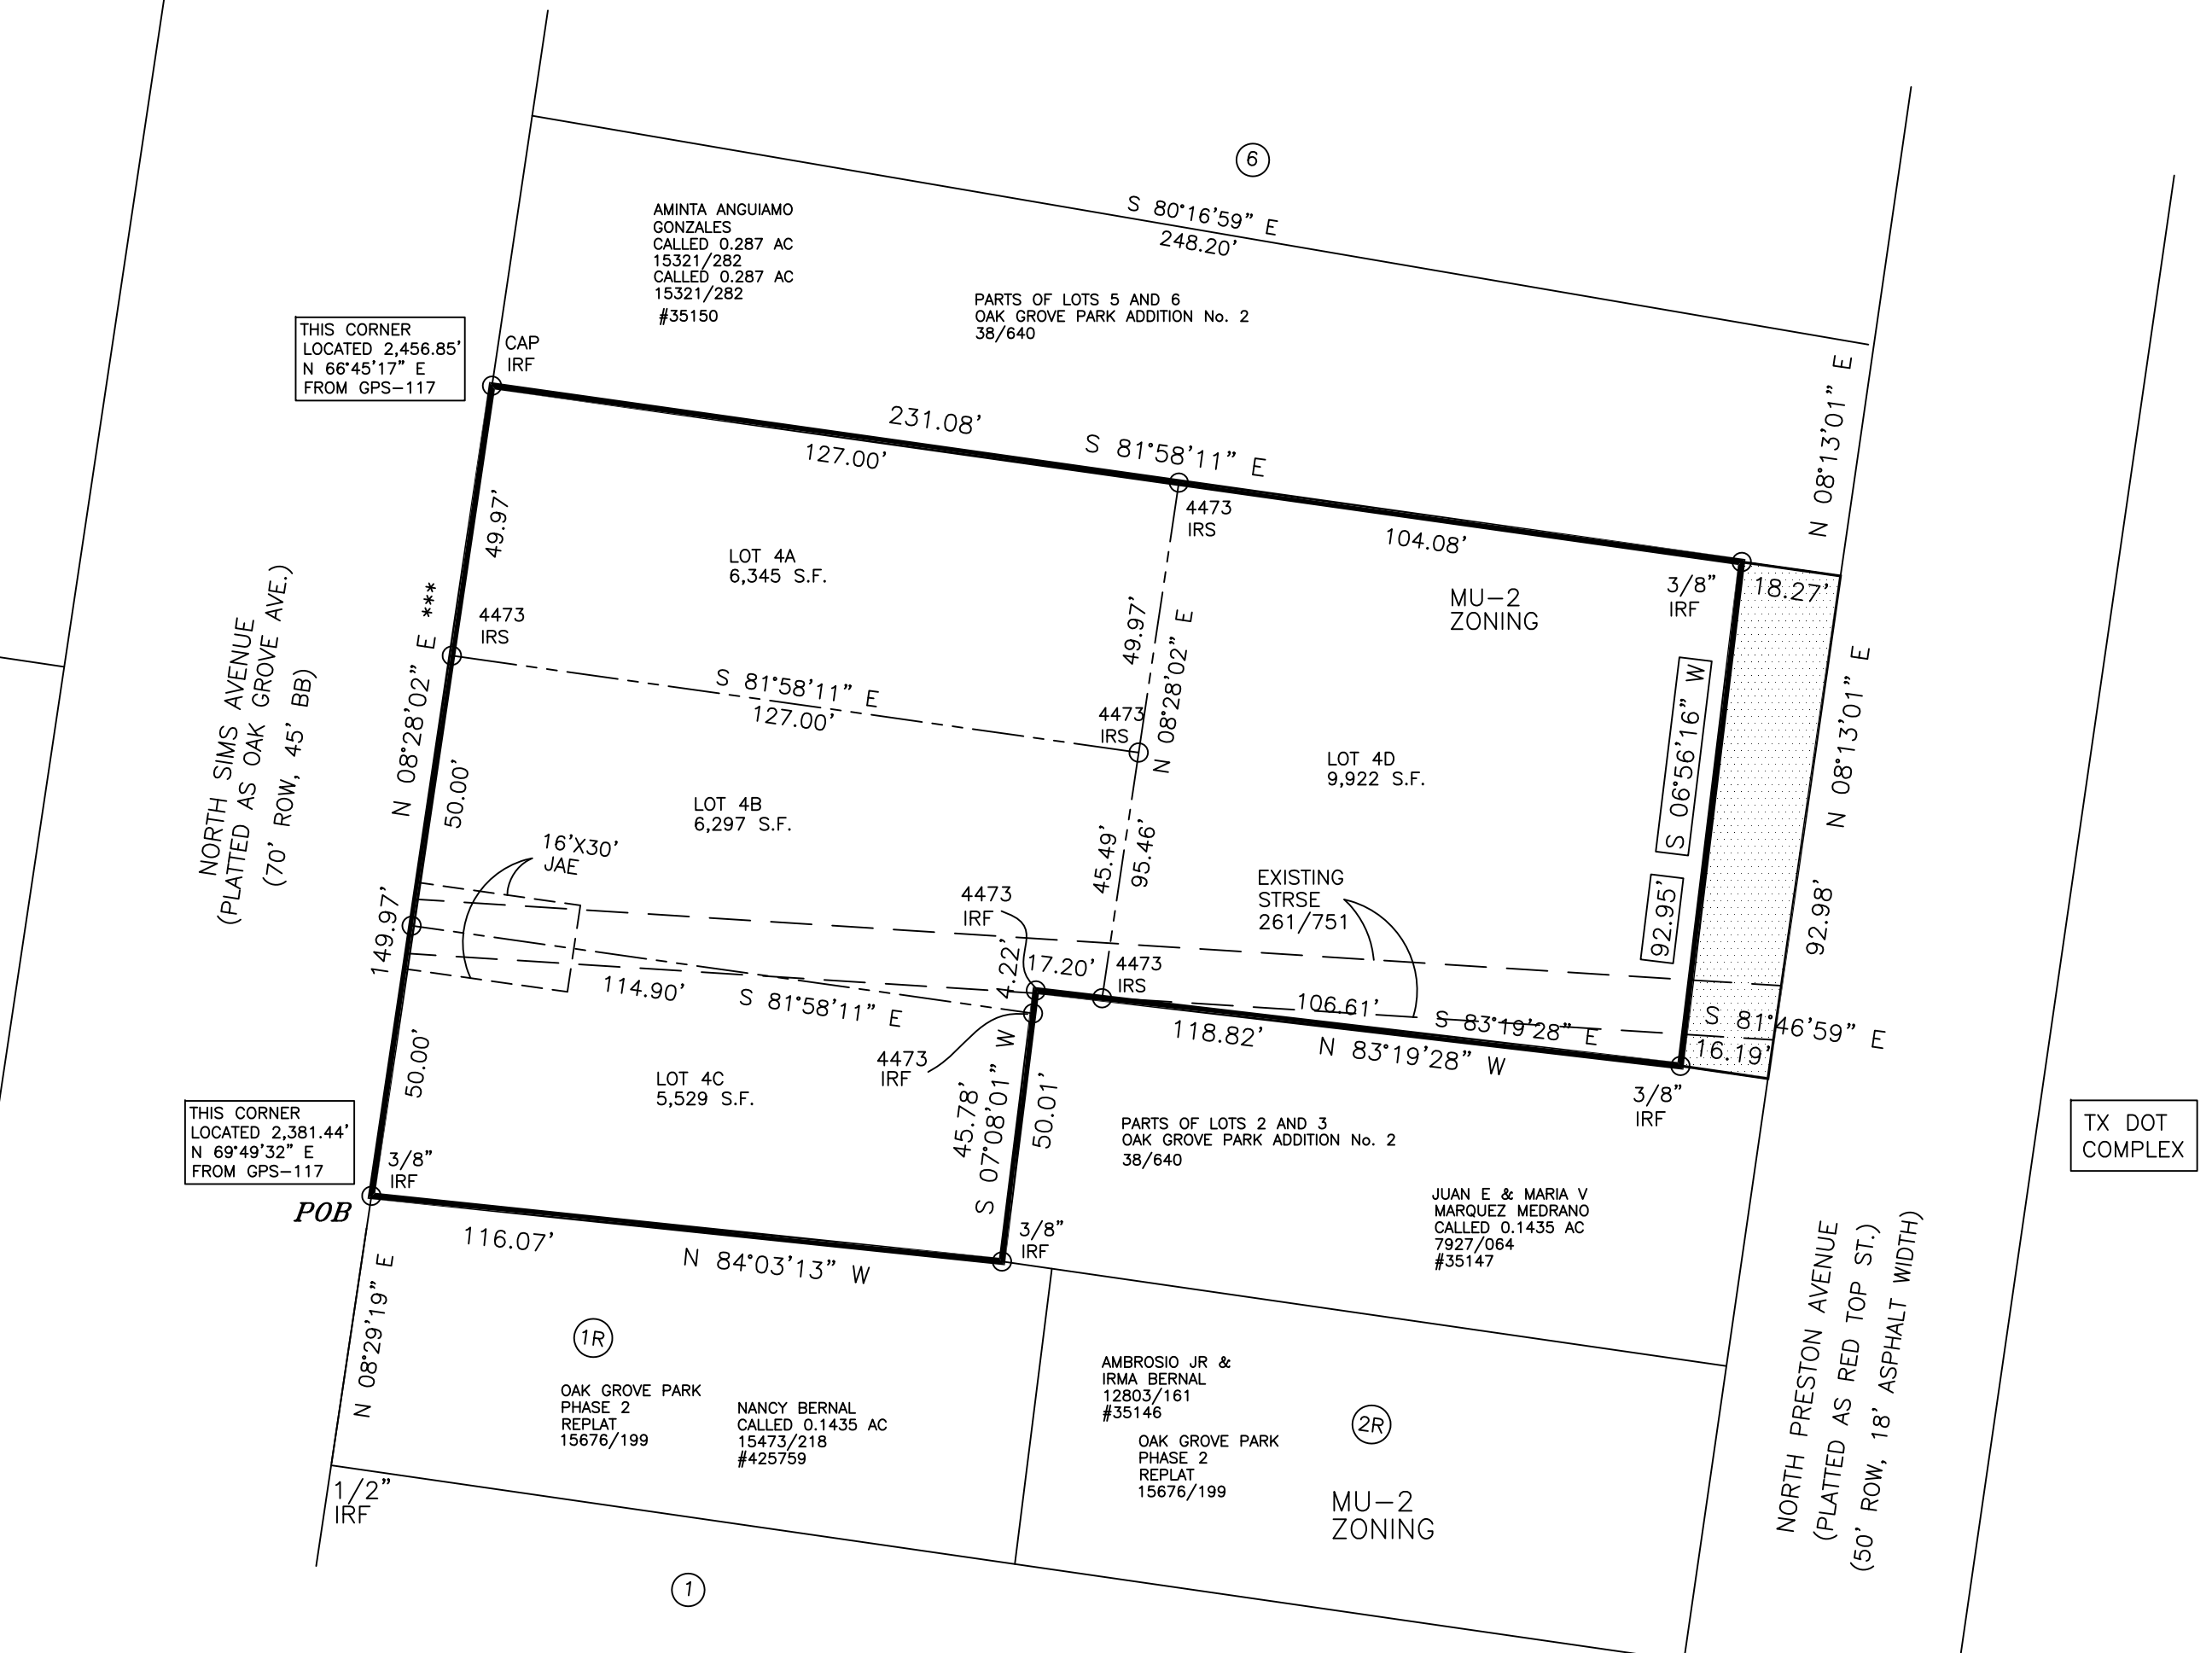 6
S 80°16'59" E
248.20'
AMINTA ANGUIAMO
GONZALES
CALLED 0.287 AC
15321/282
CALLED 0.287 AC
15321/282
#35150
PARTS OF LOTS 5 AND 6
OAK GROVE PARK ADDITION No. 2
38/640
THIS CORNER
LOCATED 2,456.85'
N 66°45'17" E
FROM GPS-117
CAP
IRF
231.08'
S 81°58'11" E
127.00'
104.08'
4473
IRS
N 08°13'01" E
49.97'
LOT 4A
6,345 S.F.
MU-2
ZONING
3/8"
IRF
18.27'
4473
IRS
N 08°28'02" E ***
NORTH SIMS AVENUE
(PLATTED AS OAK GROVE AVE.)
(70' ROW, 45' BB)
S 81°58'11" E
127.00'
49.97'
N 08°28'02" E
4473
IRS
S 06°56'16" W
92.95'
N 08°13'01" E
92.98'
LOT 4D
9,922 S.F.
50.00'
LOT 4B
6,297 S.F.
16'X30'
JAE
45.49'
95.46'
EXISTING
STRSE
261/751
4473
IRF
149.97'
4.22'
17.20'
4473
IRS
114.90'
S 81°58'11" E
106.61'
S 83°19'28" E
118.82'
N 83°19'28" W
S 81°46'59" E
16.19'
3/8"
IRF
4473
IRF
50.00'
LOT 4C
5,529 S.F.
45.78'
S 07°08'01" W
50.01'
THIS CORNER
LOCATED 2,381.44'
N 69°49'32" E
FROM GPS-117
3/8"
IRF
POB
116.07'
N 84°03'13" W
3/8"
IRF
PARTS OF LOTS 2 AND 3
OAK GROVE PARK ADDITION No. 2
38/640
JUAN E & MARIA V
MARQUEZ MEDRANO
CALLED 0.1435 AC
7927/064
#35147
TX DOT
COMPLEX
NORTH PRESTON AVENUE
(PLATTED AS RED TOP ST.)
(50' ROW, 18' ASPHALT WIDTH)
N 08°29'19" E
1R
OAK GROVE PARK
PHASE 2
REPLAT
15676/199
NANCY BERNAL
CALLED 0.1435 AC
15473/218
#425759
AMBROSIO JR &
IRMA BERNAL
12803/161
#35146
2R
OAK GROVE PARK
PHASE 2
REPLAT
15676/199
MU-2
ZONING
1/2"
IRF
1